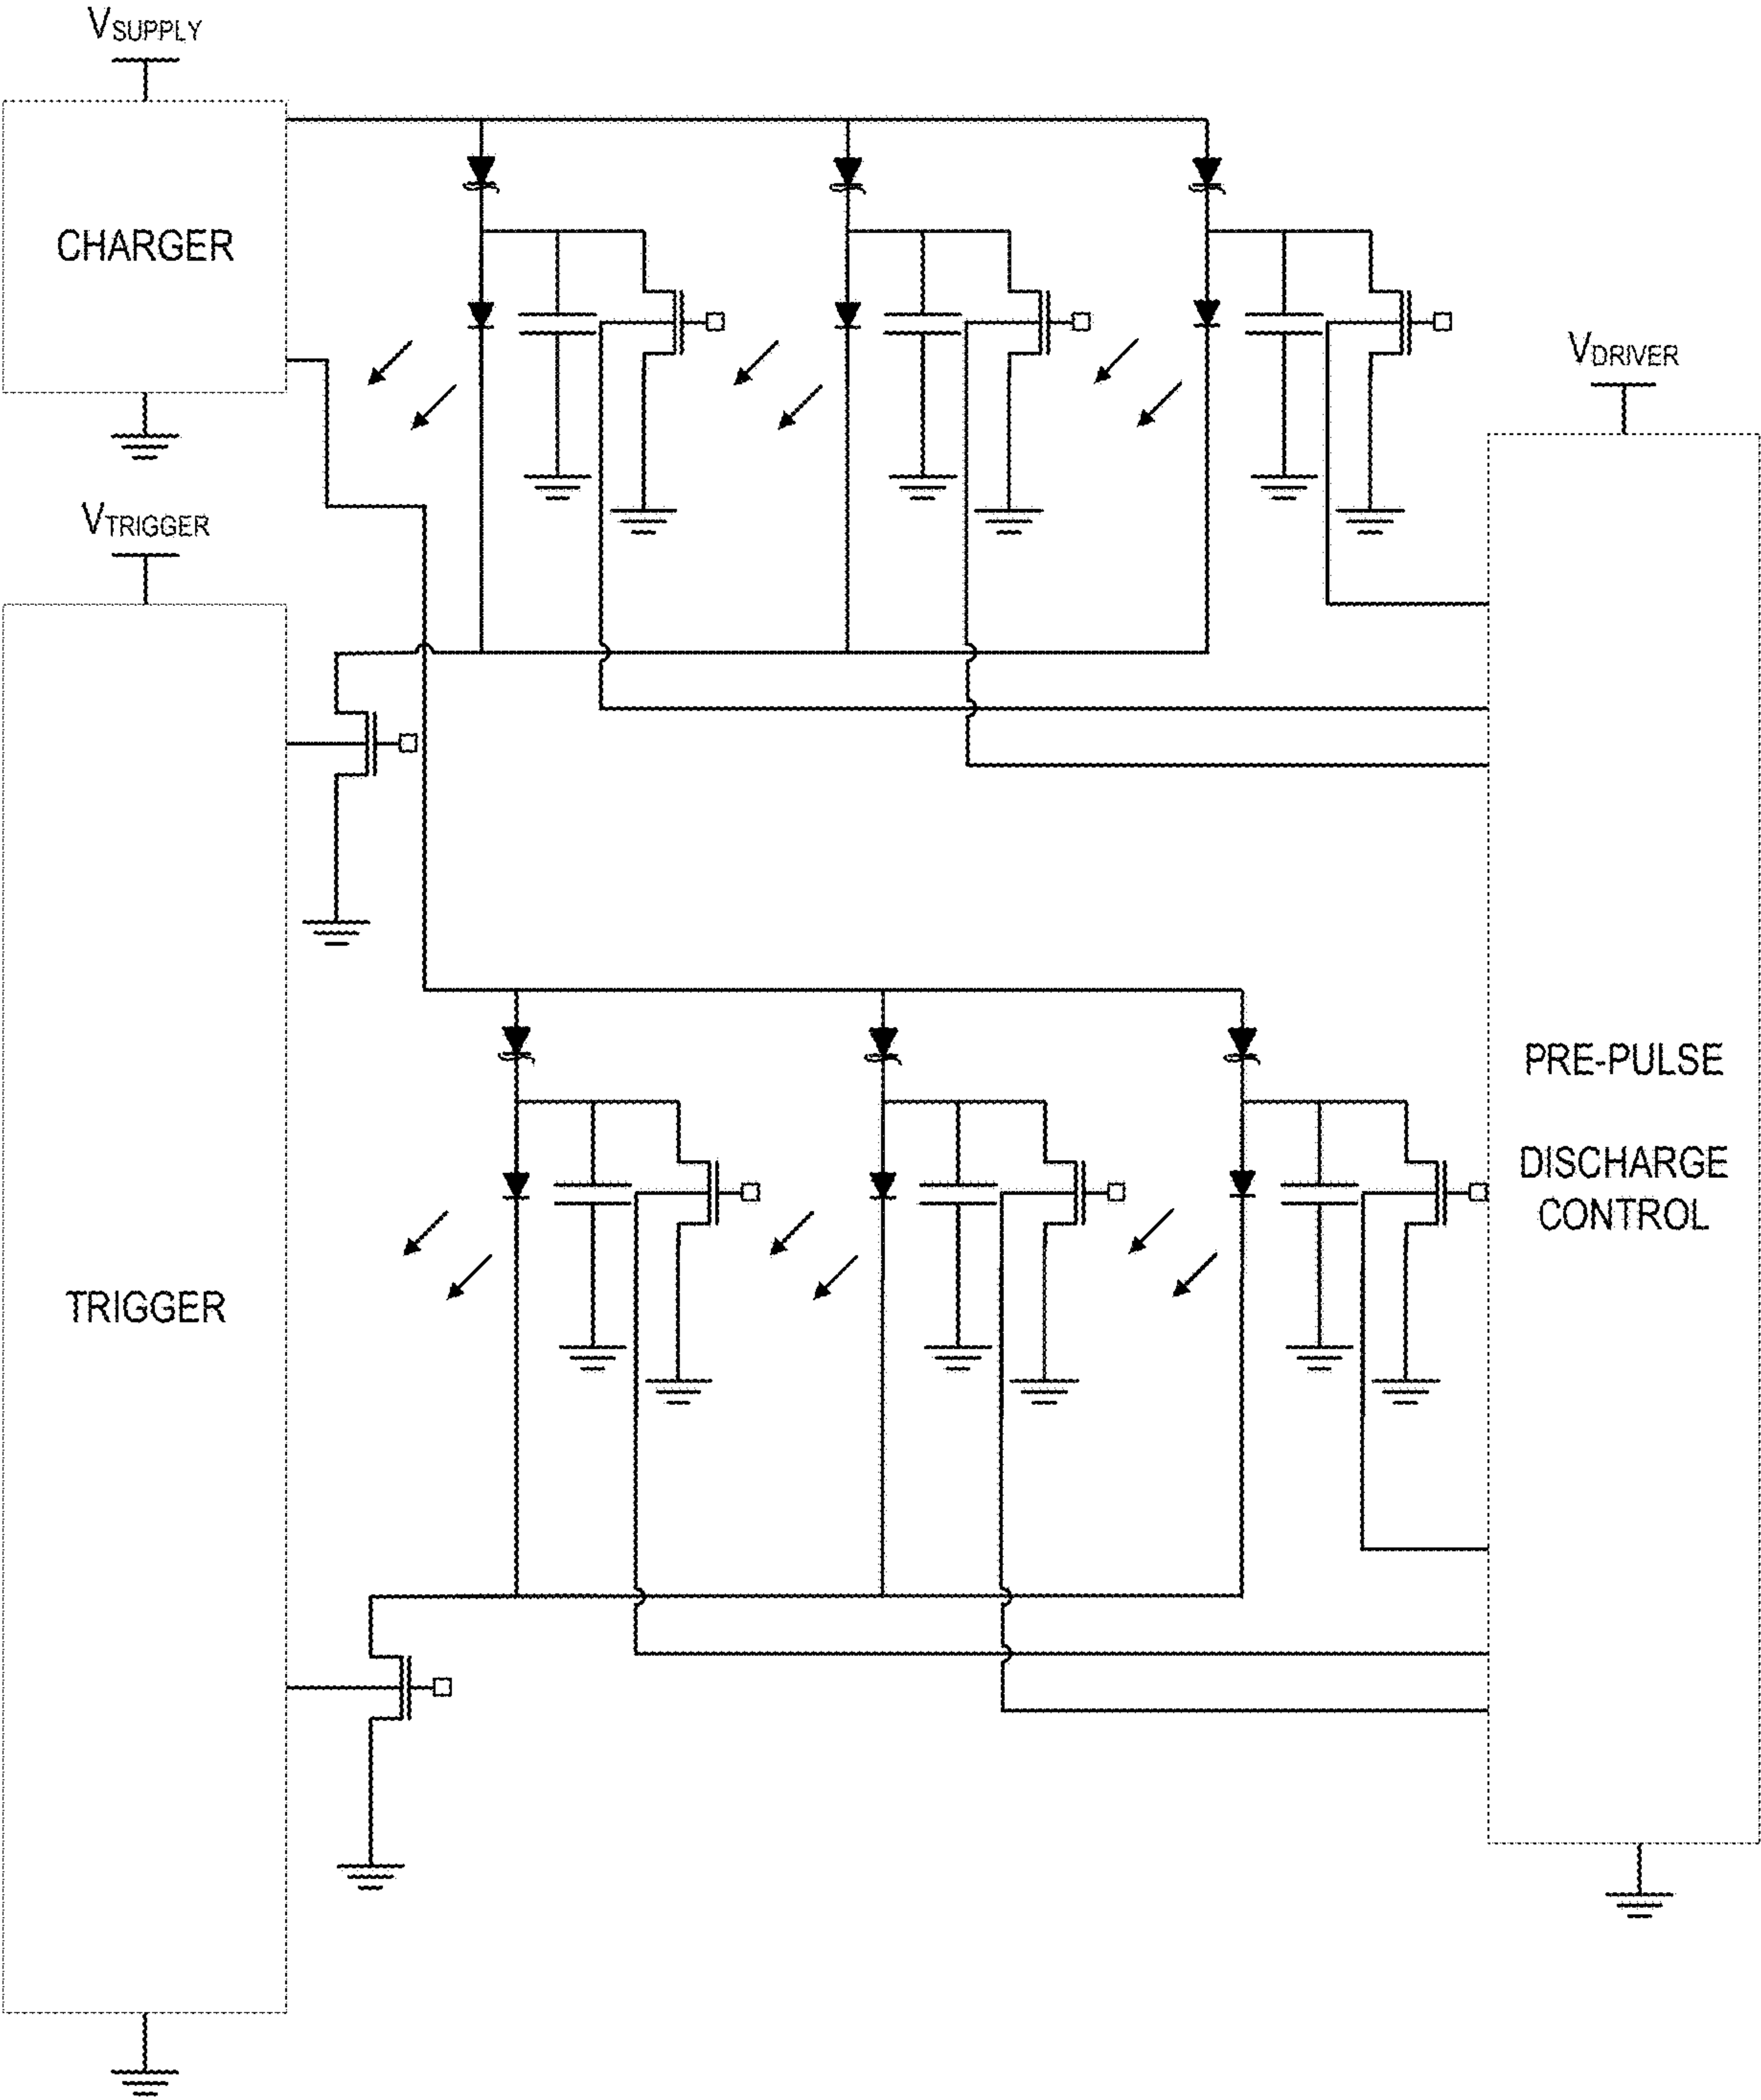 VSUPPLY
CHARGER
VDRIVER
VTRIGGER
PRE-PULSE
DISCHARGE
CONTROL
TRIGGER